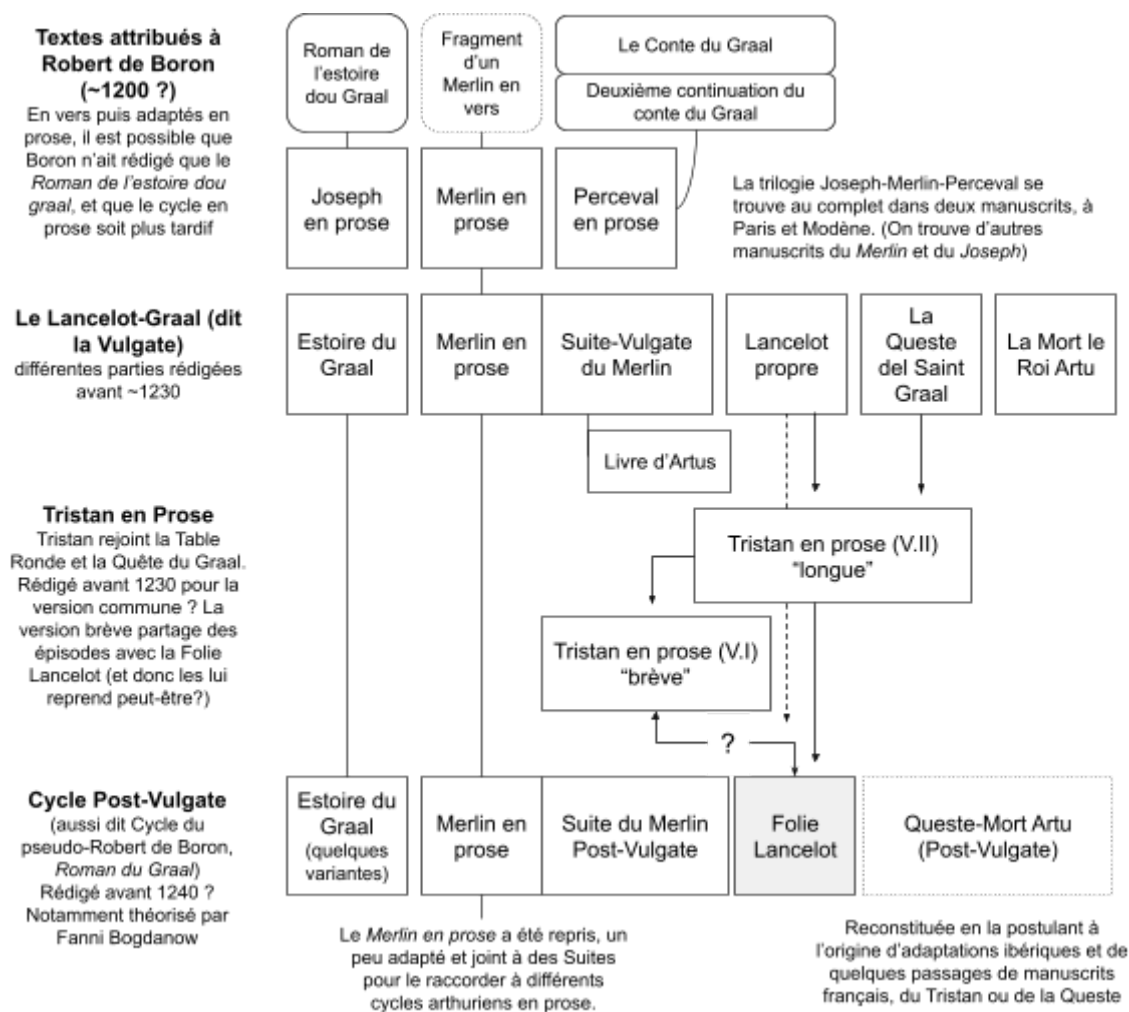 Textes attribués à
Robert de Boron
(~1200 ?)
En vers puis adaptés en
prose, il est possible que
Boron n'ait rédigé que le
Roman de l'estoire dou
graal, et que le cycle en
prose soit plus tardif
Roman de
l'estoire
dou Graal
Fragment
d'un
Merlin en
vers
Le Conte du Graal
Deuxième continuation du
conte du Graal
Joseph
en prose
Merlin en
prose
Perceval
en prose
La trilogie Joseph-Merlin-Perceval se
trouve au complet dans deux manuscrits, à
Paris et Modène. (On trouve d'autres
manuscrits du Merlin et du Joseph)
Le Lancelot-Graal (dit
la Vulgate)
différentes parties rédigées
avant ~1230
Estoire du
Graal
Merlin en
prose
Suite-Vulgate
du Merlin
Lancelot
propre
La
Queste
del Saint
Graal
La Mort le
Roi Artu
Livre d'Artus
Tristan en Prose
Tristan rejoint la Table
Ronde et la Quête du Graal.
Rédigé avant 1230 pour la
version commune ? La
version brève partage des
épisodes avec la Folie
Lancelot (et donc les lui
reprend peut-être?)
Tristan en prose (V.II)
“longue”
Tristan en prose (V.I)
“brève”
?
Cycle Post-Vulgate
(aussi dit Cycle du
pseudo-Robert de Boron,
Roman du Graal)
Rédigé avant 1240 ?
Notamment théorisé par
Fanni Bogdanow
Estoire du
Graal
(quelques
variantes)
Merlin en
prose
Suite du Merlin
Post-Vulgate
Folie
Lancelot
Queste-Mort Artu
(Post-Vulgate)
Le Merlin en prose a été repris, un
peu adapté et joint à des Suites
pour le raccorder à différents
cycles arthuriens en prose.
Reconstituée en la postulant à
l'origine d'adaptations ibériques et de
quelques passages de manuscrits
français, du Tristan ou de la Queste